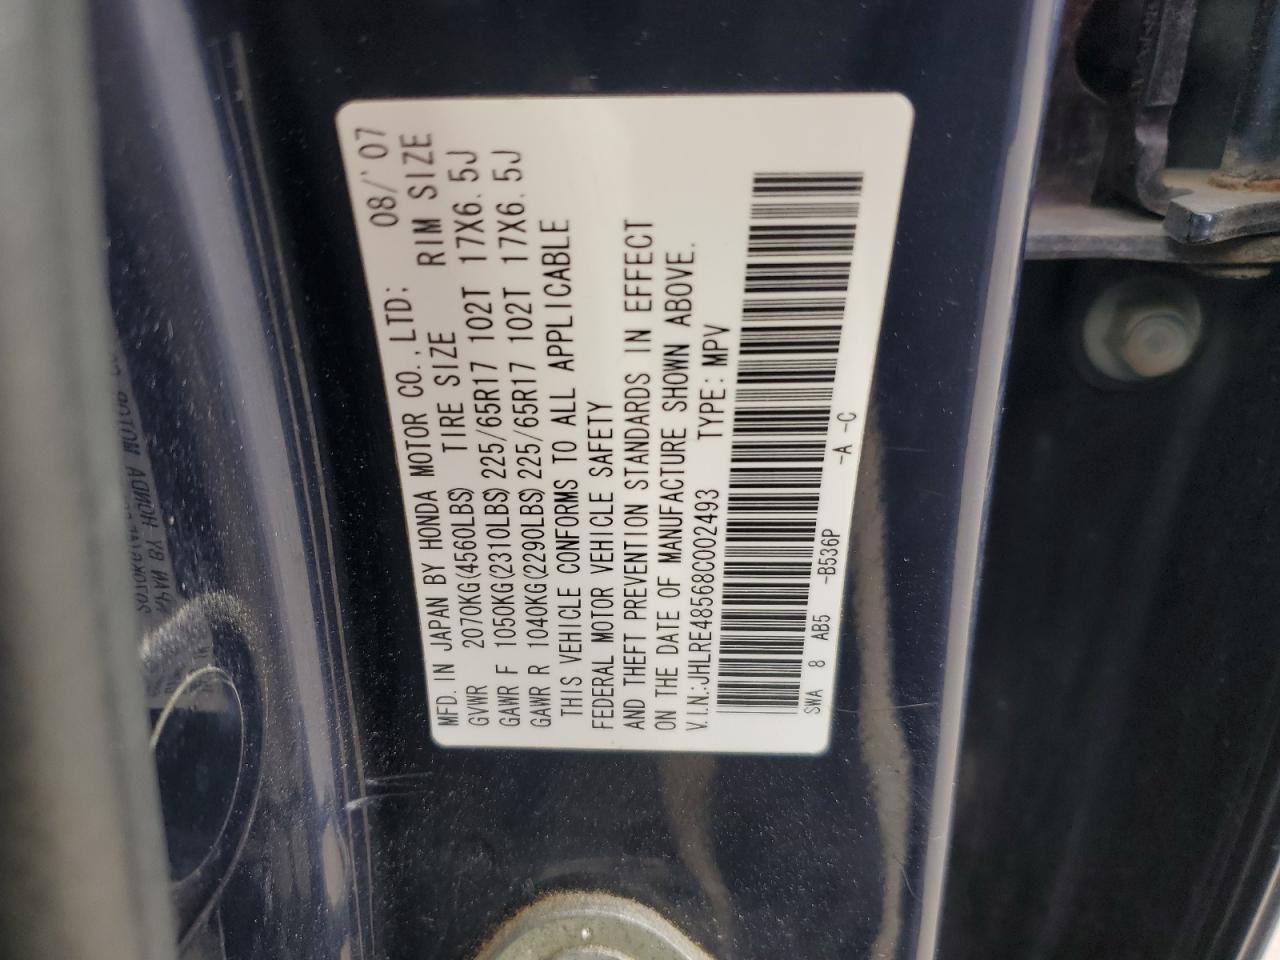 MFD. IN JAPAN BY HONDA MOTOR CO., LTD: 08/'07
GVWR 2070KG(4560LBS) TIRE SIZE RIM SIZE
GAWR F 1050KG(2310LBS) 225/65R17 102T 17X6.5J
GAWR R 1040KG(2290LBS) 225/65R17 102T 17X6.5J
THIS VEHICLE CONFORMS TO ALL APPLICABLE
FEDERAL MOTOR VEHICLE SAFETY
AND THEFT PREVENTION STANDARDS IN EFFECT
ON THE DATE OF MANUFACTURE SHOWN ABOVE.
V.I.N.:JHLRE48568C002493 TYPE: MPV
SWA 8 AB5 -B536P -A -C